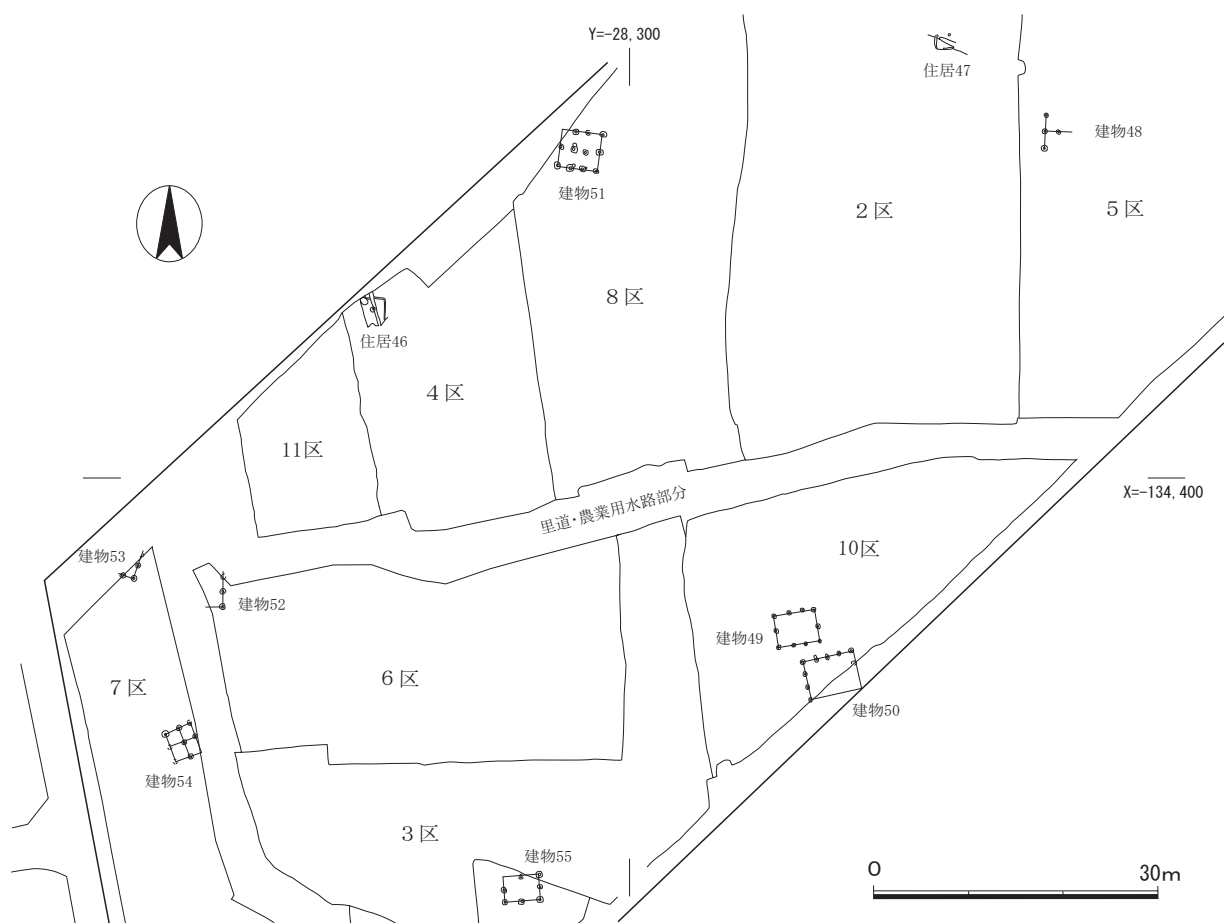 Y=-28, 300
住居47
建物48
建物51
2区
5区
8区
住居46
4区
11区
X=-134, 400
里道・農業用水路部分
10区
建物53
建物52
建物49
6区
7区
建物50
建物54
3区
建物55
0
30m